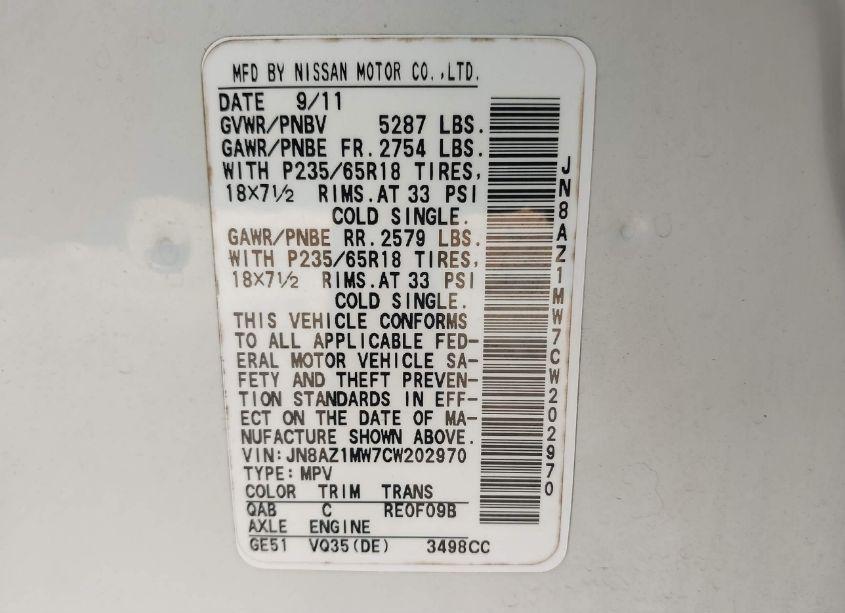 MFD BY NISSAN MOTOR CO.,LTD.
DATE 9/11
GVWR/PNBV 5287 LBS.
GAWR/PNBE FR.2754 LBS.
WITH P235/65R18 TIRES,
18X7½ RIMS.AT 33 PSI
COLD SINGLE.
GAWR/PNBE RR.2579 LBS.
WITH P235/65R18 TIRES,
18X7½ RIMS.AT 33 PSI
COLD SINGLE.
THIS VEHICLE CONFORMS
TO ALL APPLICABLE FED-
ERAL MOTOR VEHICLE SA-
FETY AND THEFT PREVEN-
TION STANDARDS IN EFF-
ECT ON THE DATE OF MA-
NUFACTURE SHOWN ABOVE.
VIN:JN8AZ1MW7CW202970
TYPE:MPV
COLOR TRIM TRANS
QAB C RE0F09B
AXLE ENGINE
GE51 VQ35(DE) 3498CC
JN8AZ1MW7CW202970